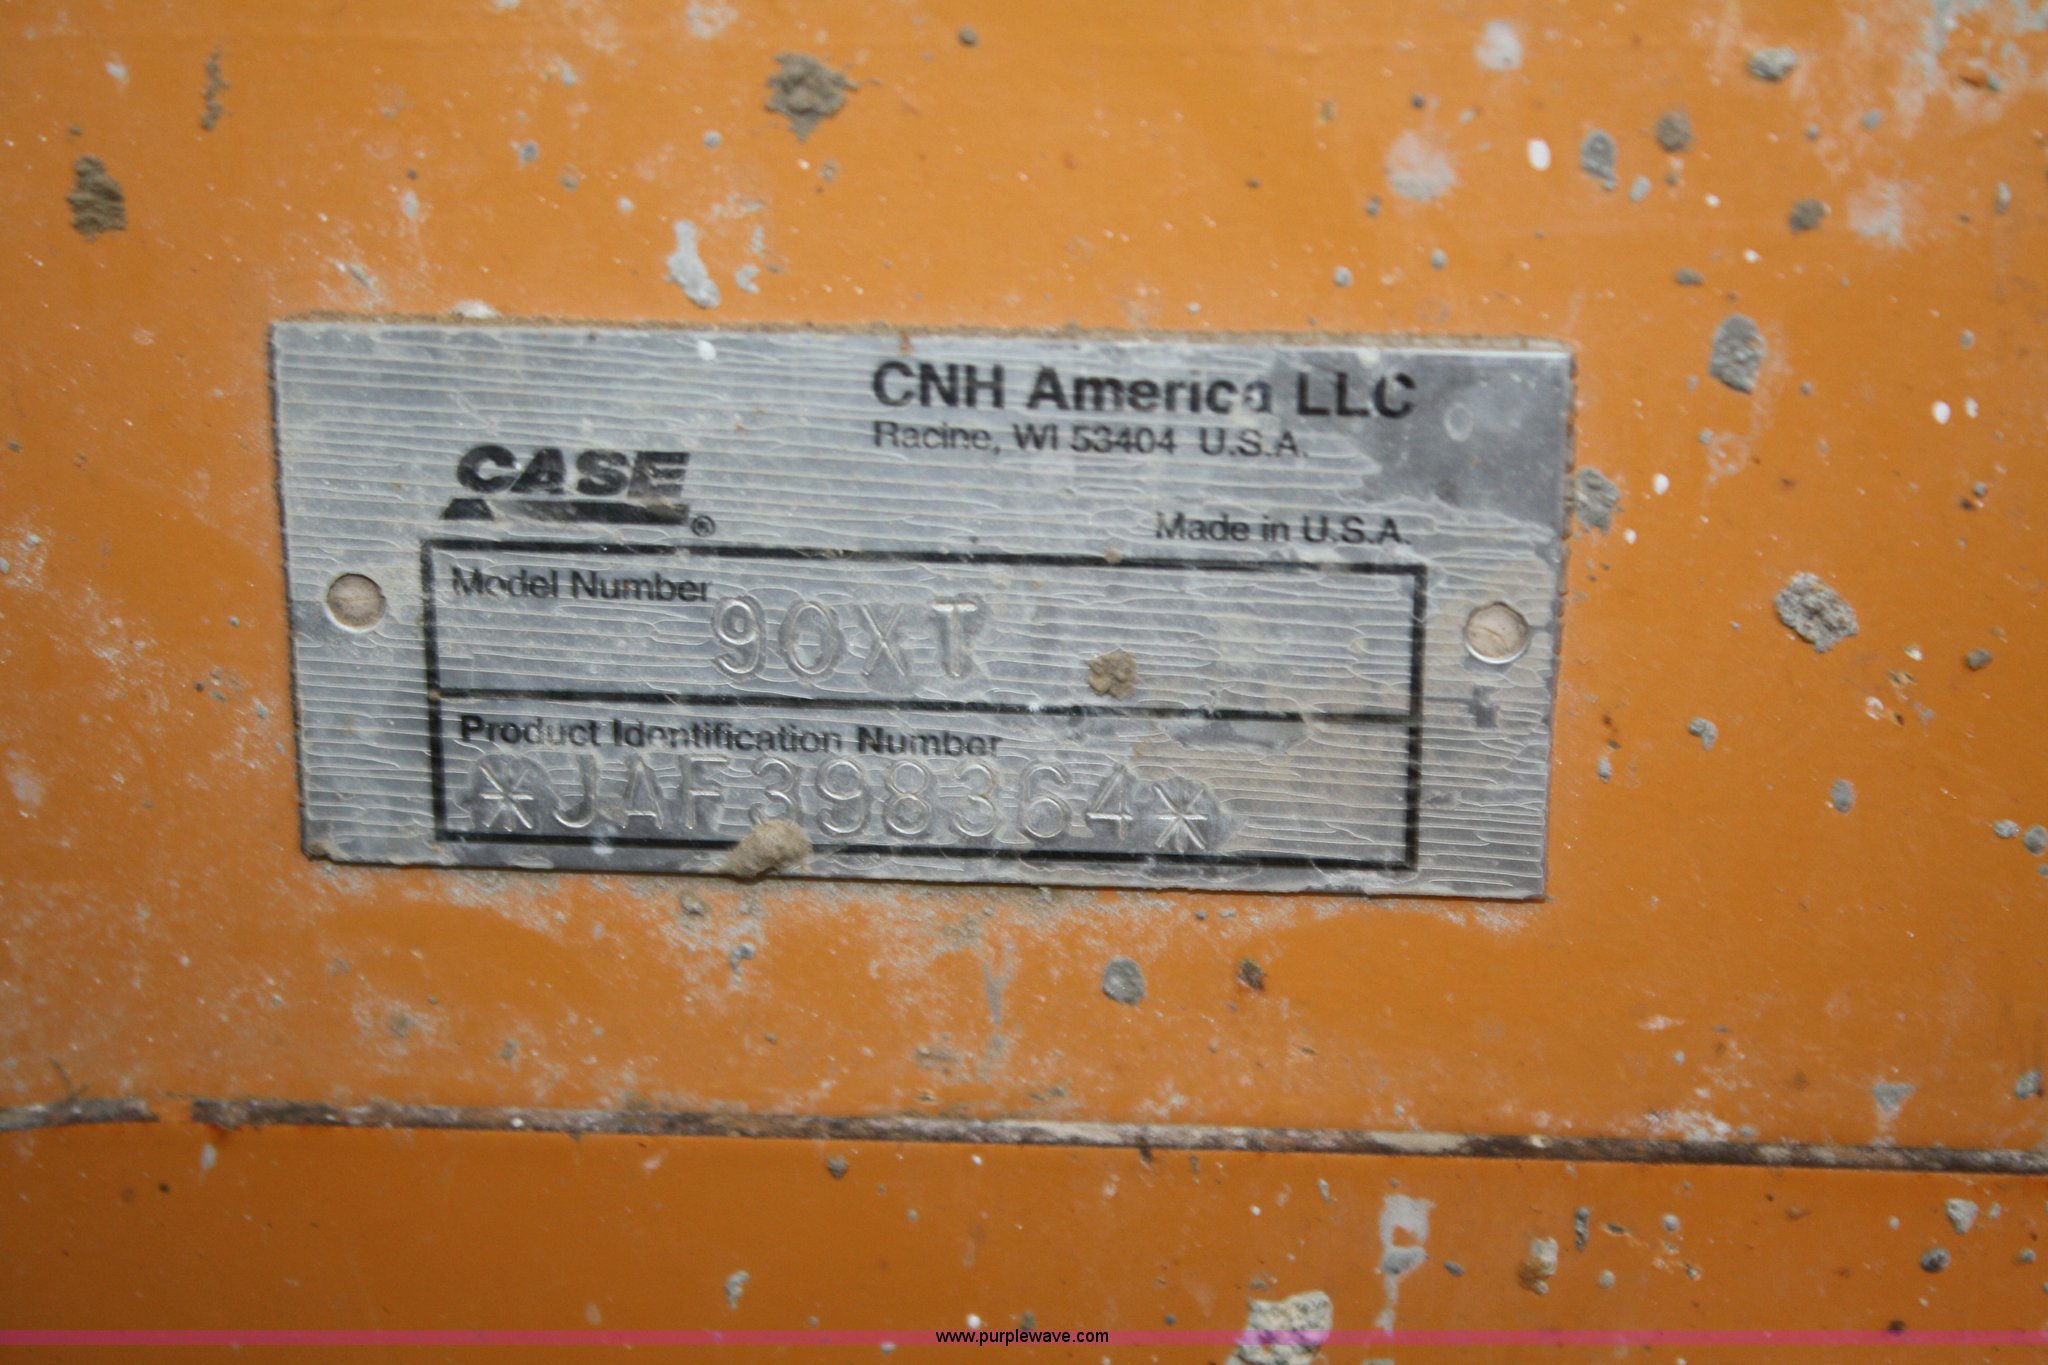 CNH America LLC
Racine, WI 53404 U.S.A.
CASE®
Made in U.S.A.
Model Number
90XT
Product Identification Number
*JAF398364*
www.purplewave.com